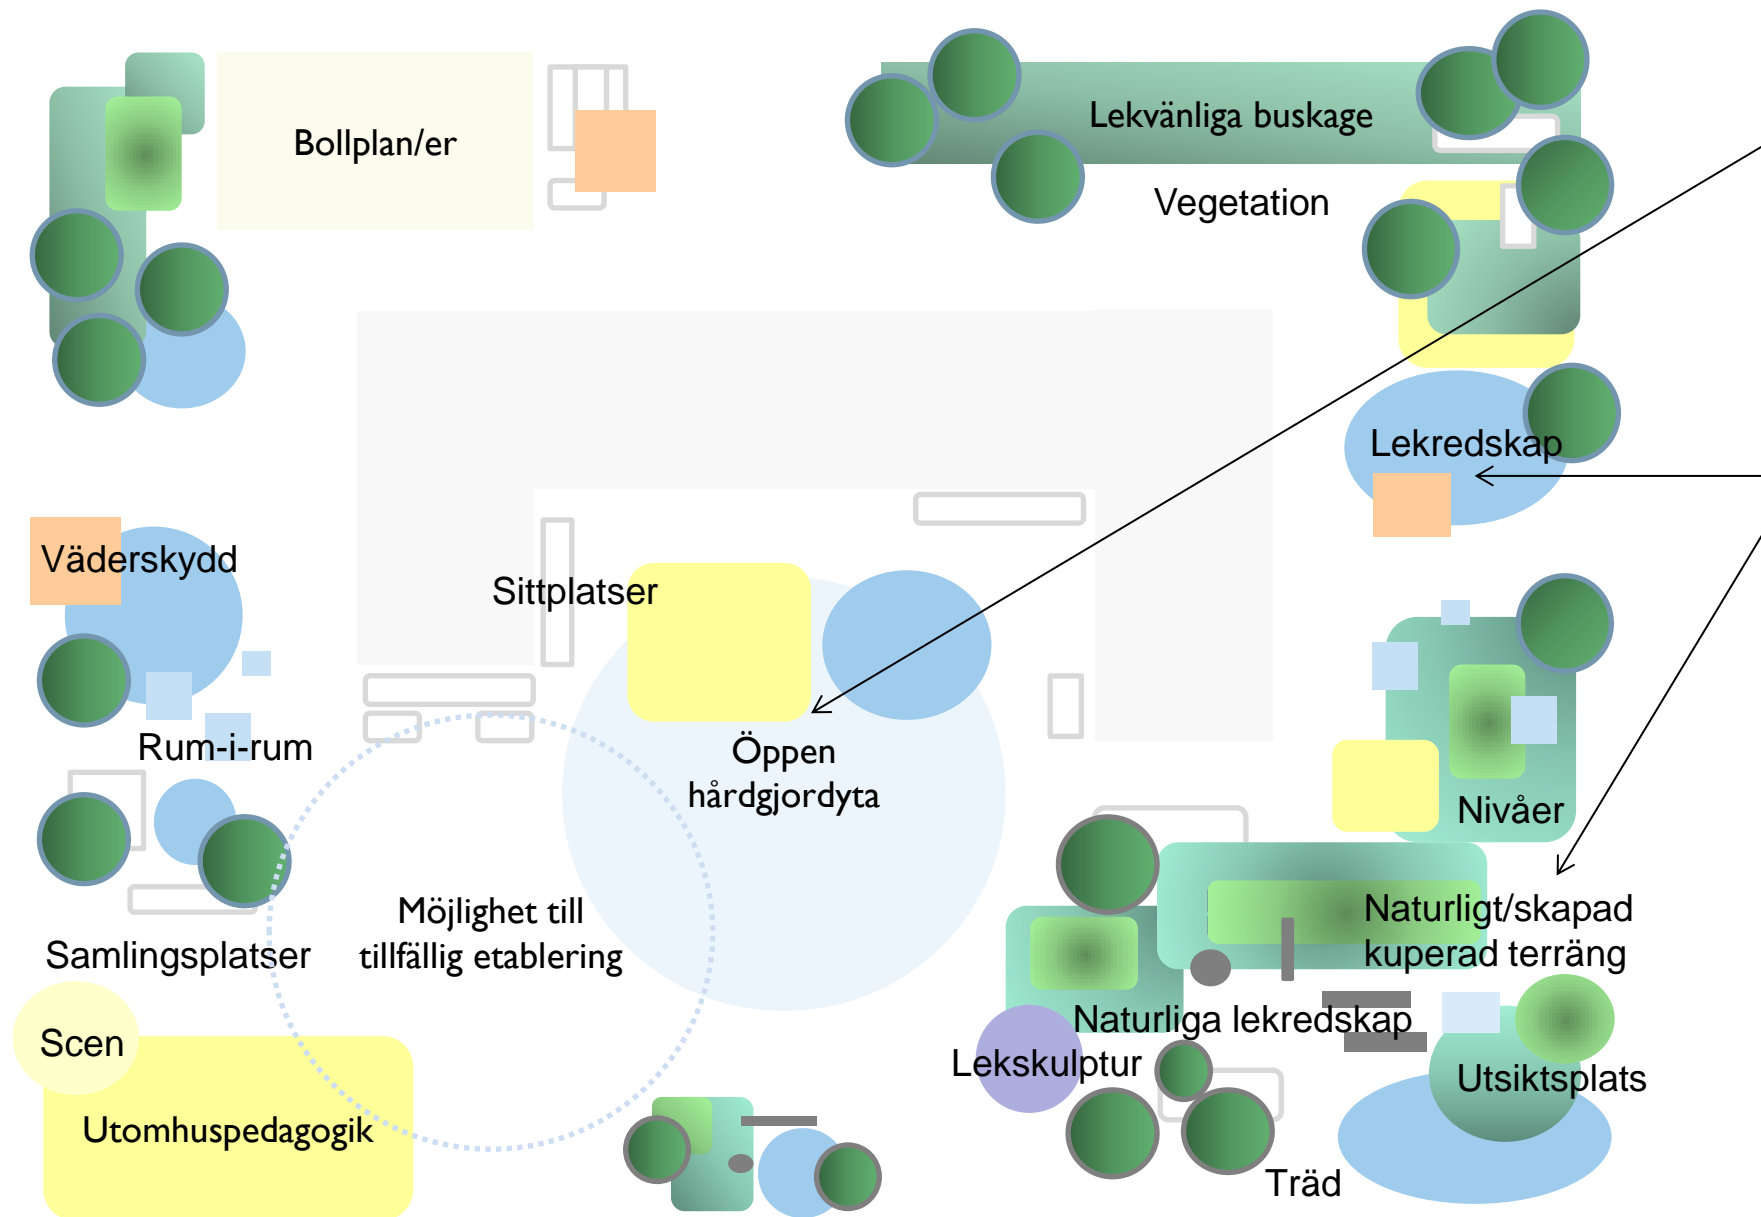 Bollplan/er
Lekvänliga buskage
Vegetation
Lekredskap
Väderskydd
Sittplatser
Rum-i-rum
Öppen
hårdgjordyta
Nivåer
Möjlighet till
tillfällig etablering
Naturligt/skapad
kuperad terräng
Samlingsplatser
Scen
Naturliga lekredskap
Lekskulptur
Utsiktsplats
Utomhuspedagogik
Träd